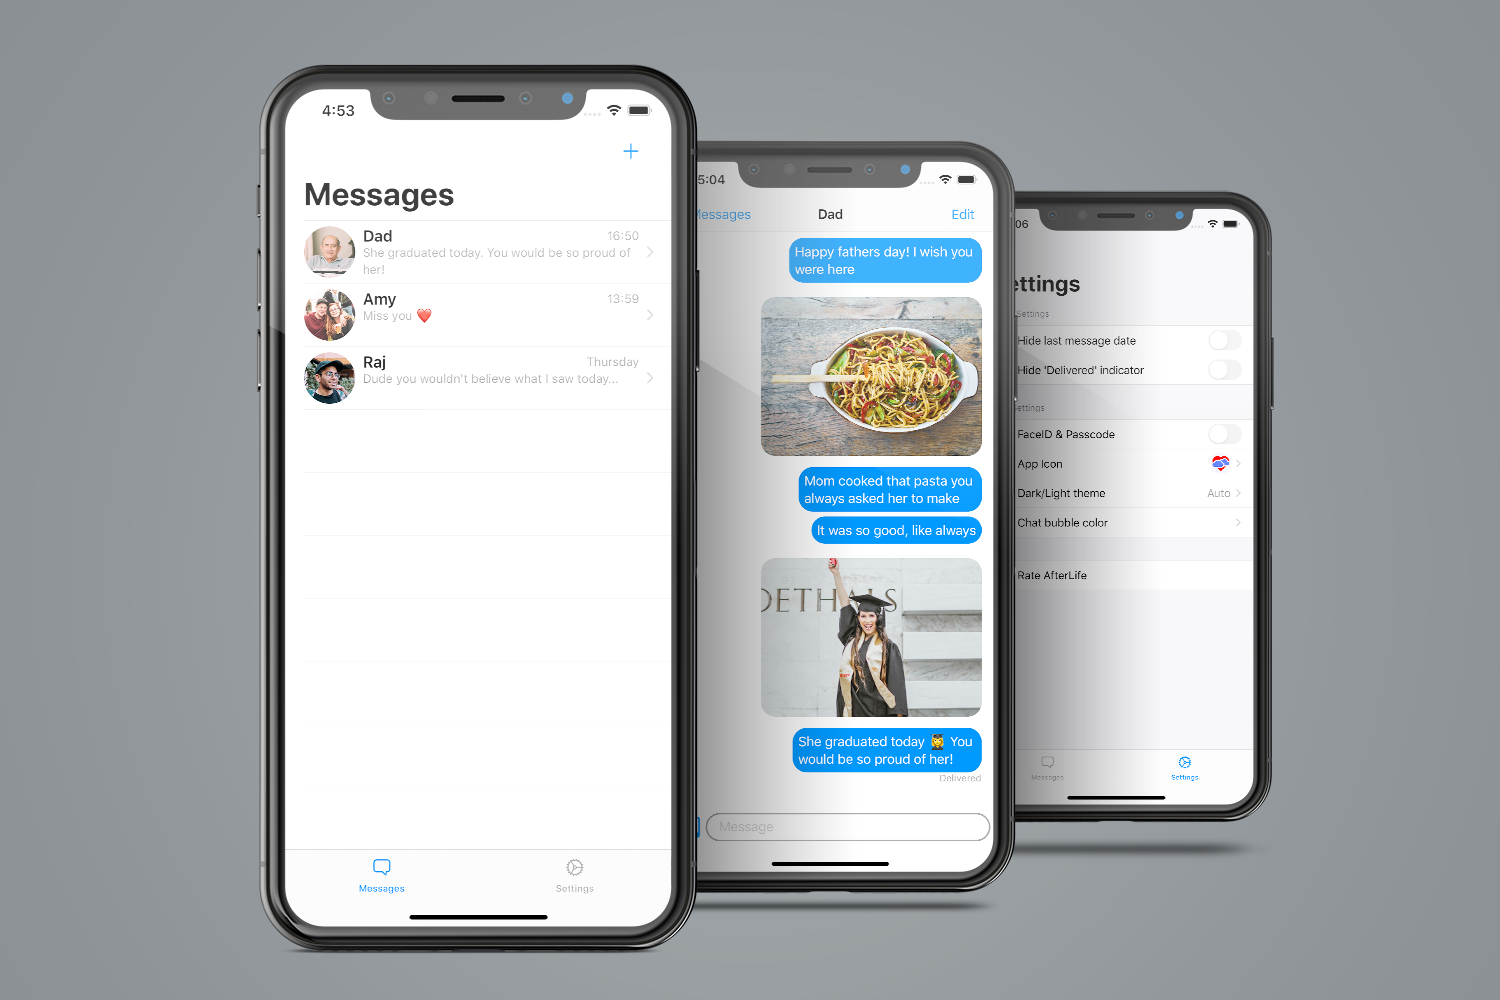 4:53
Messages
Dad
16:50
She graduated today. You would be so proud of
her!
Amy
13:59
Miss you ❤️
Raj
Thursday
Dude you wouldn't believe what I saw today...
Messages
Settings
5:04
Messages
Dad
Edit
Happy fathers day! I wish you
were here
Mom cooked that pasta you
always asked her to make
It was so good, like always
OETHALS
She graduated today 👩‍🎓 You
would be so proud of her!
Delivered
Message
06
ettings
Settings
Hide last message date
Hide 'Delivered' indicator
ettings
FaceID & Passcode
App Icon
Dark/Light theme
Auto
Chat bubble color
Rate AfterLife
Messages
Settings